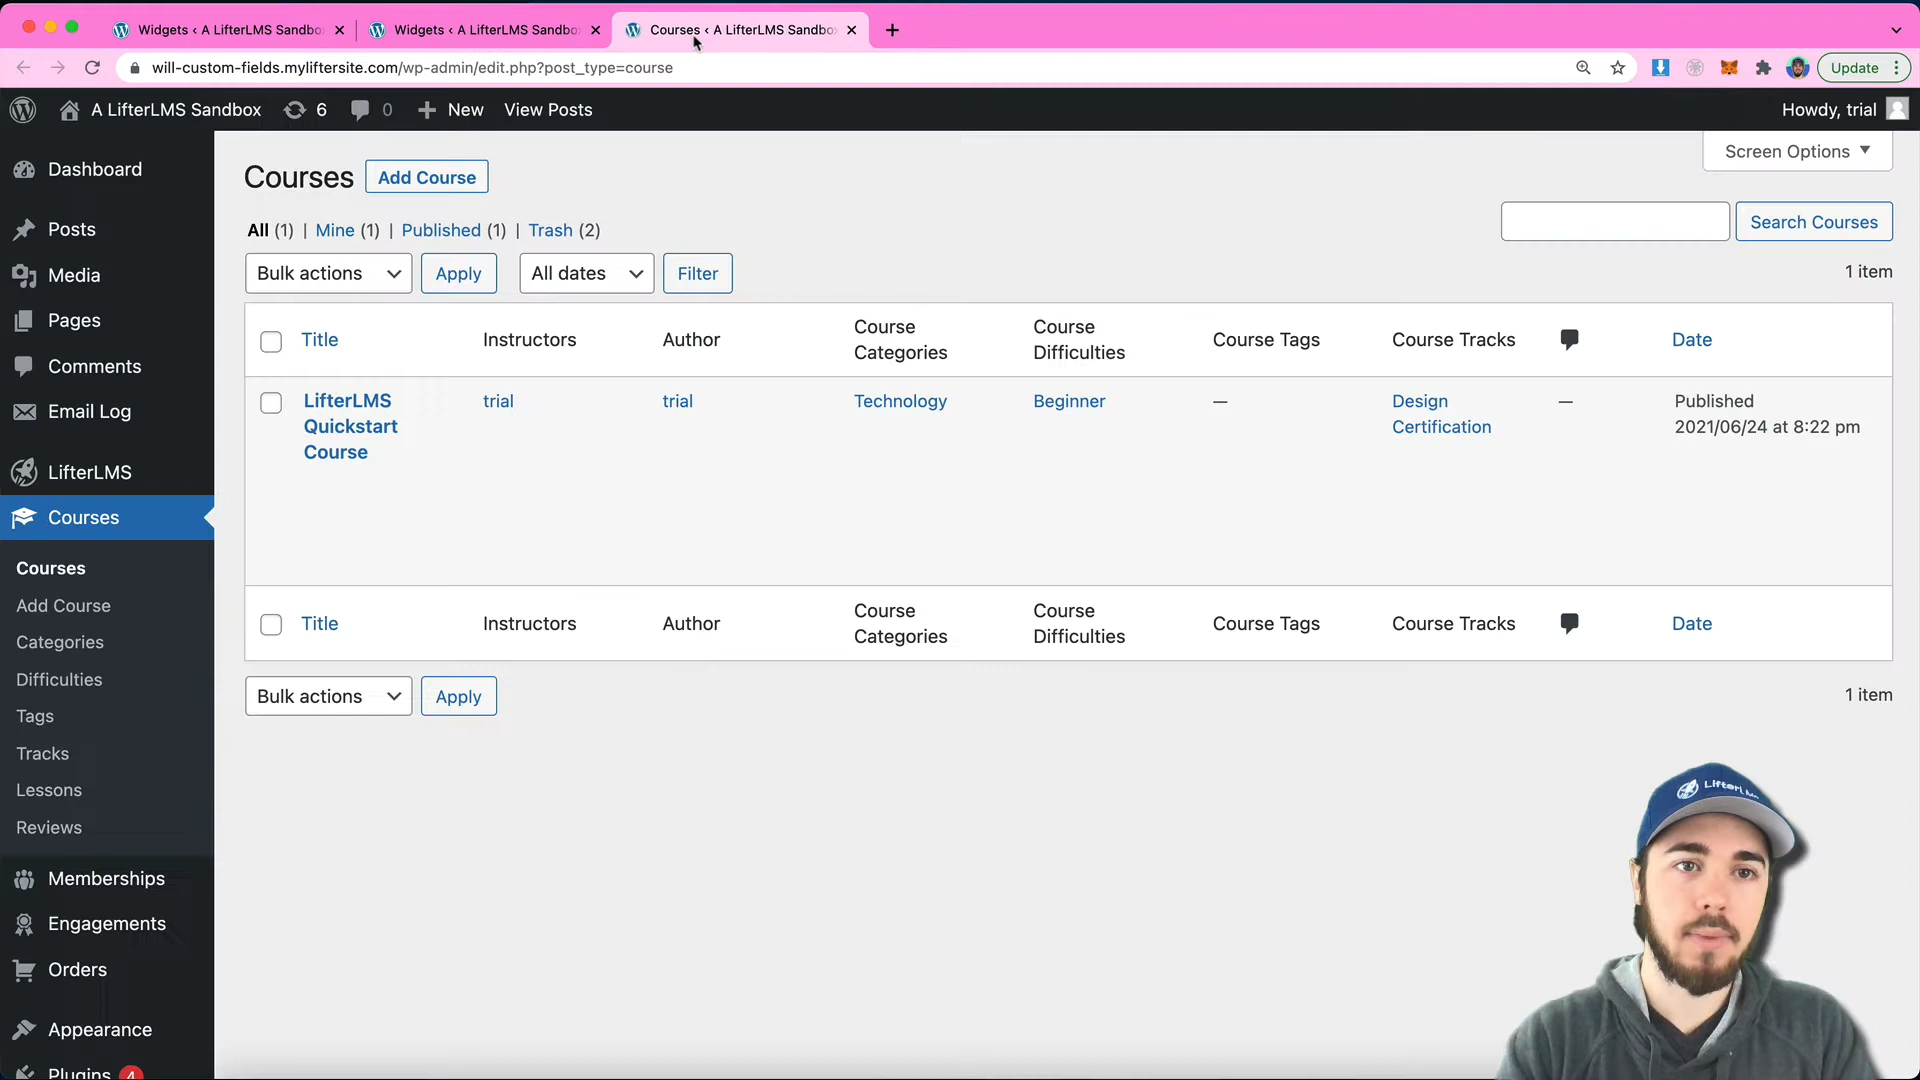 Widgets ‹ A LifterLMS Sandbo
Widgets ‹ A LifterLMS Sandbo
Courses ‹ A LifterLMS Sandbo
will-custom-fields.myliftersite.com/wp-admin/edit.php?post_type=course
Update
A LifterLMS Sandbox
6
0
New
View Posts
Howdy, trial
Dashboard
Posts
Media
Pages
Comments
Email Log
LifterLMS
Courses
Courses
Add Course
Categories
Difficulties
Tags
Tracks
Lessons
Reviews
Memberships
Engagements
Orders
Appearance
Plugins 4
Screen Options
Courses
Add Course
All (1) | Mine (1) | Published (1) | Trash (2)
Search Courses
Bulk actions
Apply
All dates
Filter
1 item
Title
Instructors
Author
Course
Categories
Course
Difficulties
Course Tags
Course Tracks
Date
LifterLMS
Quickstart
Course
trial
trial
Technology
Beginner
—
Design
Certification
—
Published
2021/06/24 at 8:22 pm
Title
Instructors
Author
Course
Categories
Course
Difficulties
Course Tags
Course Tracks
Date
Bulk actions
Apply
1 item